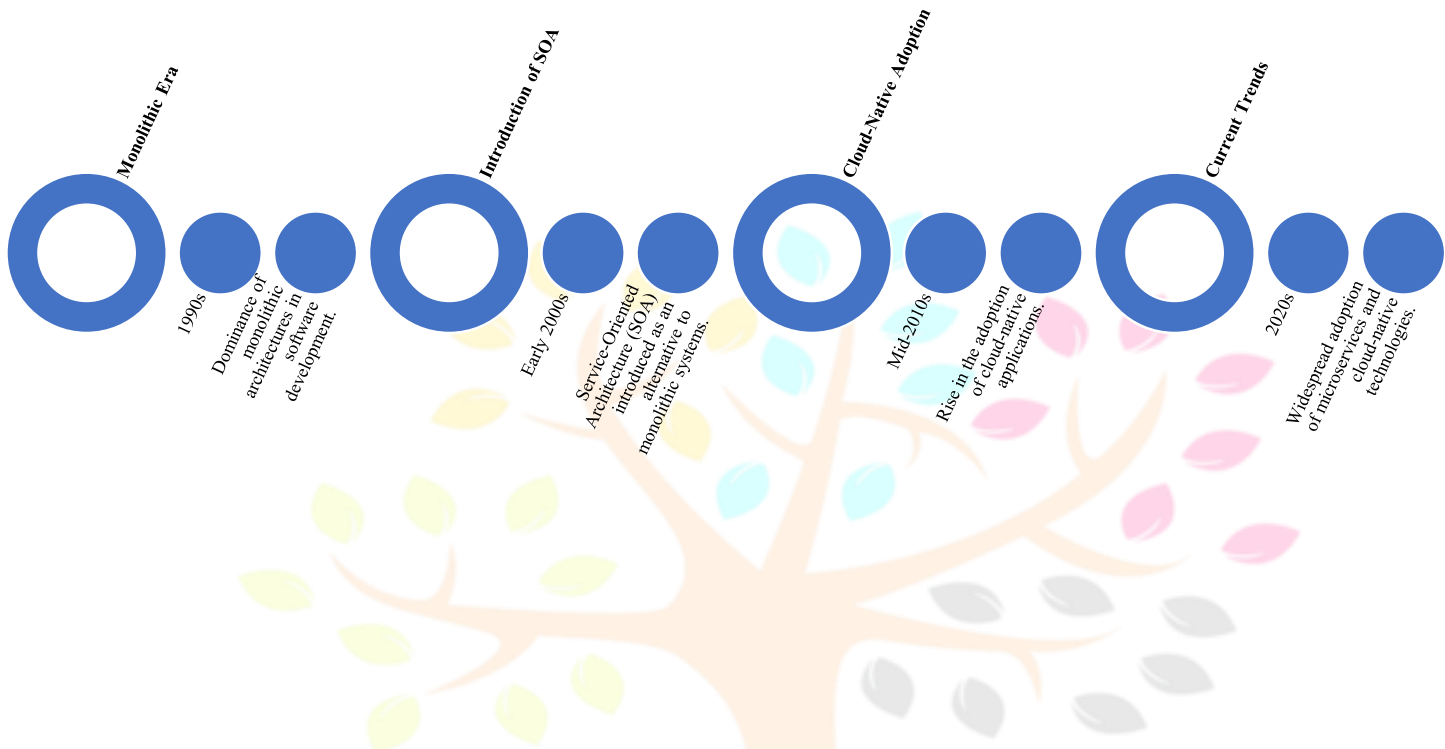 Monolithic Era
1990s
Dominance of
monolithic
architectures in
software
development.
Introduction of SOA
Early 2000s
Service-Oriented
Architecture (SOA)
introduced as an
alternative to
monolithic systems.
Cloud-Native Adoption
Mid-2010s
Rise in the adoption
of cloud-native
applications.
Current Trends
2020s
Widespread adoption
of microservices and
cloud-native
technologies.